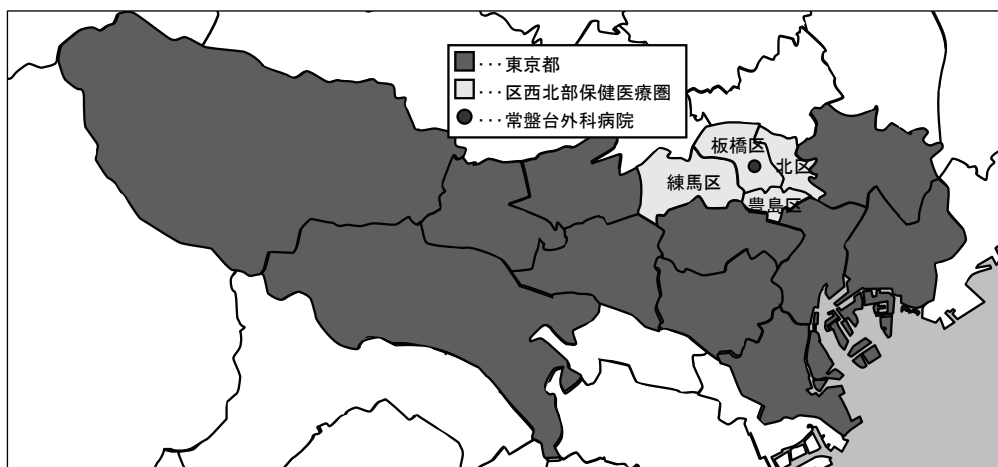 ･･･東京都
･･･区西北部保健医療圏
･･･常盤台外科病院
板橋区
北区
練馬区
豊島区